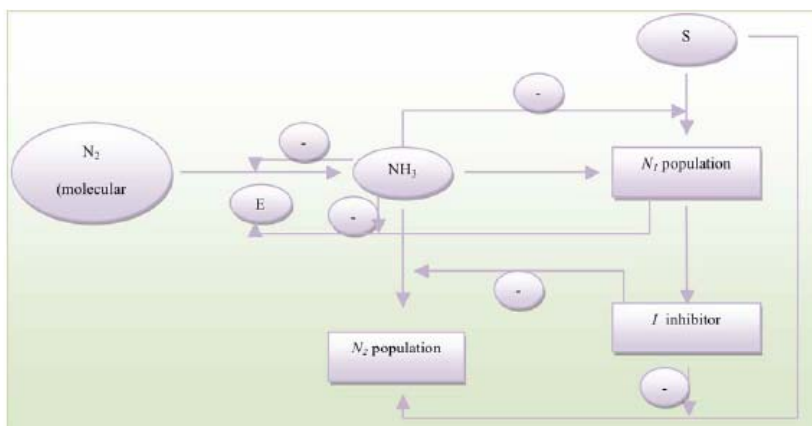 S
-
N₂
(molecular
-
NH₃
N₁ population
E
-
-
I inhibitor
N₂ population
-